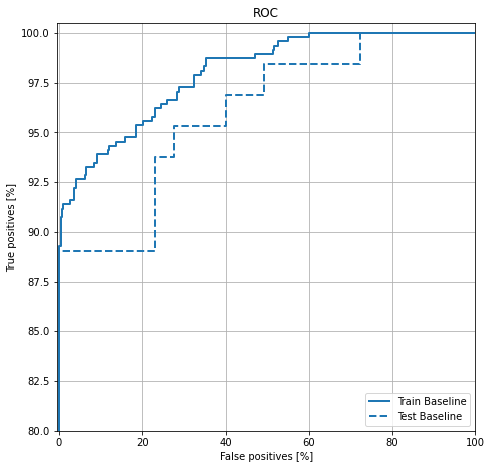 ROC
100.0
97.5
95.0
92.5
90.0
87.5
85.0
82.5
80.0
True positives [%]
0 20 40 60 80 100
False positives [%]
Train Baseline
Test Baseline